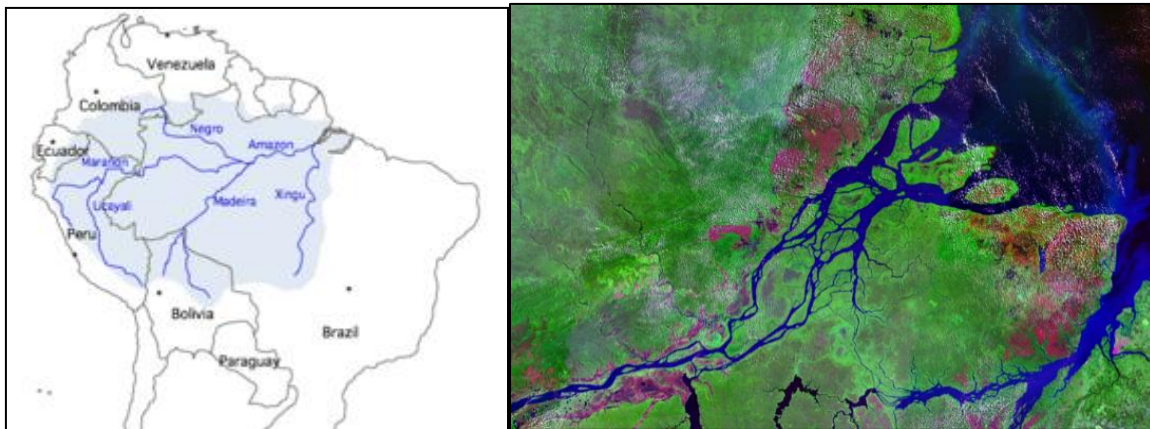 Venezuela
Colombia
Negro
Ecuador
Amazon
Marañon
Xingu
Ucayali
Madeira
Peru
Bolivia
Brazil
Paraguay